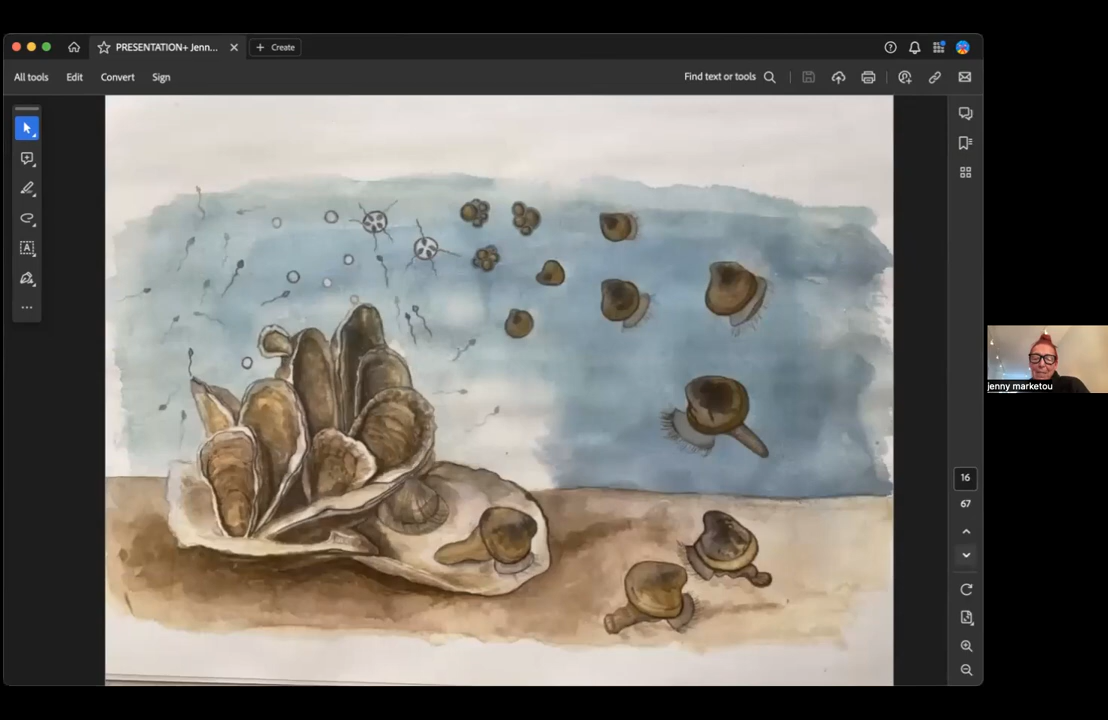 PRESENTATION+ Jenn...
Create
All tools
Edit
Convert
Sign
Find text or tools
jenny marketou
16
67